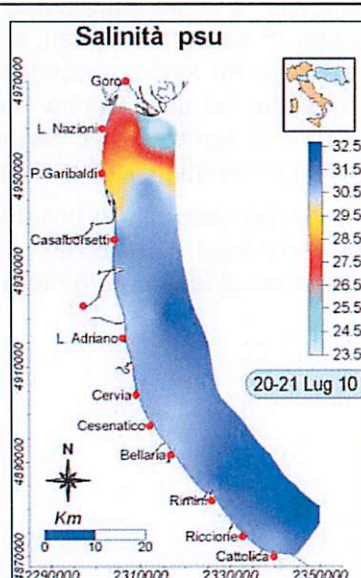 Salinità psu
4970000
Goro
L. Nazioni
4950000
P.Garibaldi
Casalborsetti
4930000
L. Adriano
4910000
Cervia
Cesenatico
4890000
Bellaria
Rimini
Riccione
Cattolica
4870000
N
Km
0 10 20
2290000 2310000 2330000 2350000
32.5
31.5
30.5
29.5
28.5
27.5
26.5
25.5
24.5
23.5
20-21 Lug 10